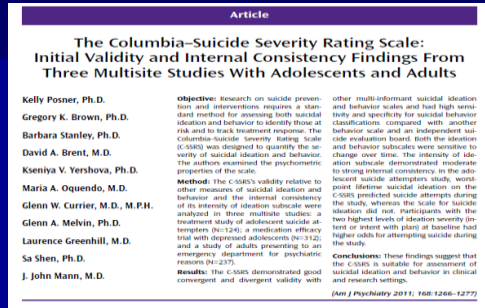 Article
The Columbia–Suicide Severity Rating Scale:
Initial Validity and Internal Consistency Findings From
Three Multisite Studies With Adolescents and Adults
Kelly Posner, Ph.D.
Gregory K. Brown, Ph.D.
Barbara Stanley, Ph.D.
David A. Brent, M.D.
Kseniya V. Yershova, Ph.D.
Maria A. Oquendo, M.D.
Glenn W. Currier, M.D., M.P.H.
Glenn A. Melvin, Ph.D.
Laurence Greenhill, M.D.
Sa Shen, Ph.D.
J. John Mann, M.D.
Objective: Research on suicide preven-
tion and interventions requires a stan-
dard method for assessing both suicidal
ideation and behavior to identify those at
risk and to track treatment response. The
Columbia–Suicide Severity Rating Scale
(C-SSRS) was designed to quantify the se-
verity of suicidal ideation and behavior.
The authors examined the psychometric
properties of the scale.
Method: The C-SSRS's validity relative to
other measures of suicidal ideation and
behavior and the internal consistency
of its intensity of ideation subscale were
analyzed in three multisite studies: a
treatment study of adolescent suicide at-
tempters (N=124); a medication efficacy
trial with depressed adolescents (N=312);
and a study of adults presenting to an
emergency department for psychiatric
reasons (N=237).
Results: The C-SSRS demonstrated good
convergent and divergent validity with
other multi-informant suicidal ideation
and behavior scales and had high sensi-
tivity and specificity for suicidal behavior
classifications compared with another
behavior scale and an independent sui-
cide evaluation board. Both the ideation
and behavior subscales were sensitive to
change over time. The intensity of ide-
ation subscale demonstrated moderate
to strong internal consistency. In the ado-
lescent suicide attempters study, worst-
point lifetime suicidal ideation on the
C-SSRS predicted suicide attempts during
the study, whereas the Scale for Suicide
Ideation did not. Participants with the
two highest levels of ideation severity (in-
tent or intent with plan) at baseline had
higher odds for attempting suicide during
the study.
Conclusions: These findings suggest that
the C-SSRS is suitable for assessment of
suicidal ideation and behavior in clinical
and research settings.
(Am J Psychiatry 2011; 168:1266–1277)